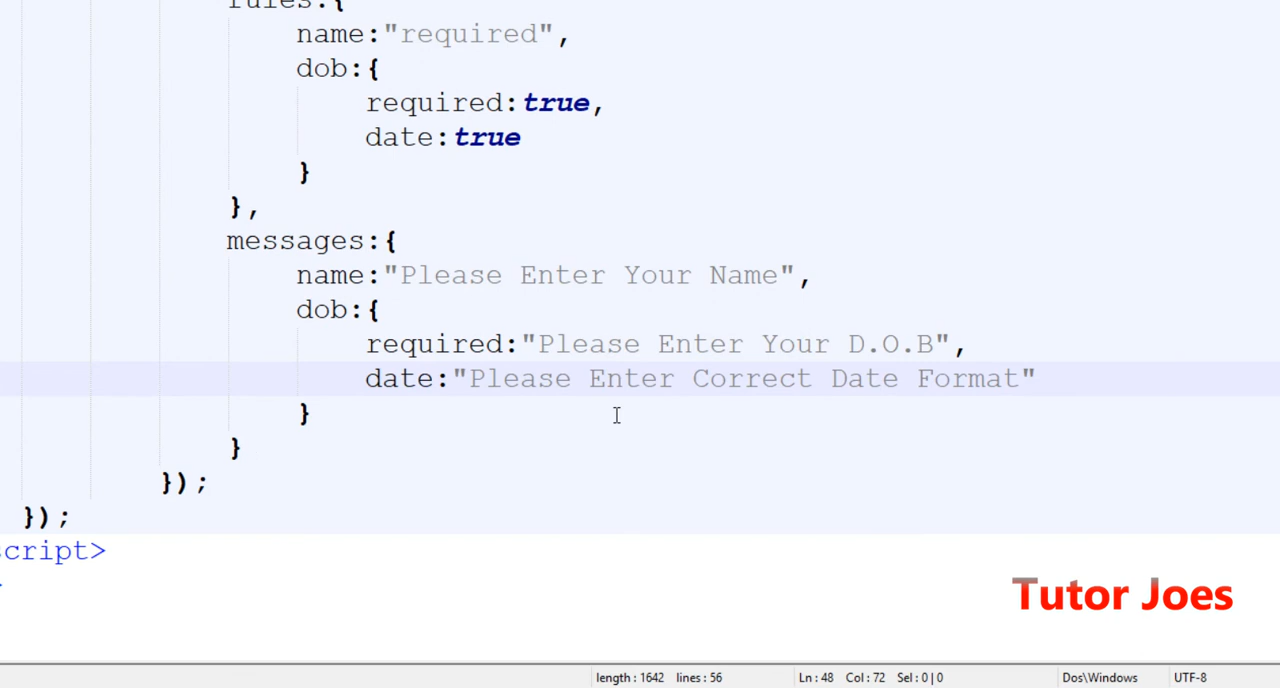 rules:{
name:"required",
dob:{
required:true,
date:true
}
},
messages:{
name:"Please Enter Your Name",
dob:{
required:"Please Enter Your D.O.B",
date:"Please Enter Correct Date Format"
}
}
});
});
script>
Tutor Joes
length : 1642 lines : 56 Ln : 48 Col : 72 Sel : 0 | 0 Dos\Windows UTF-8